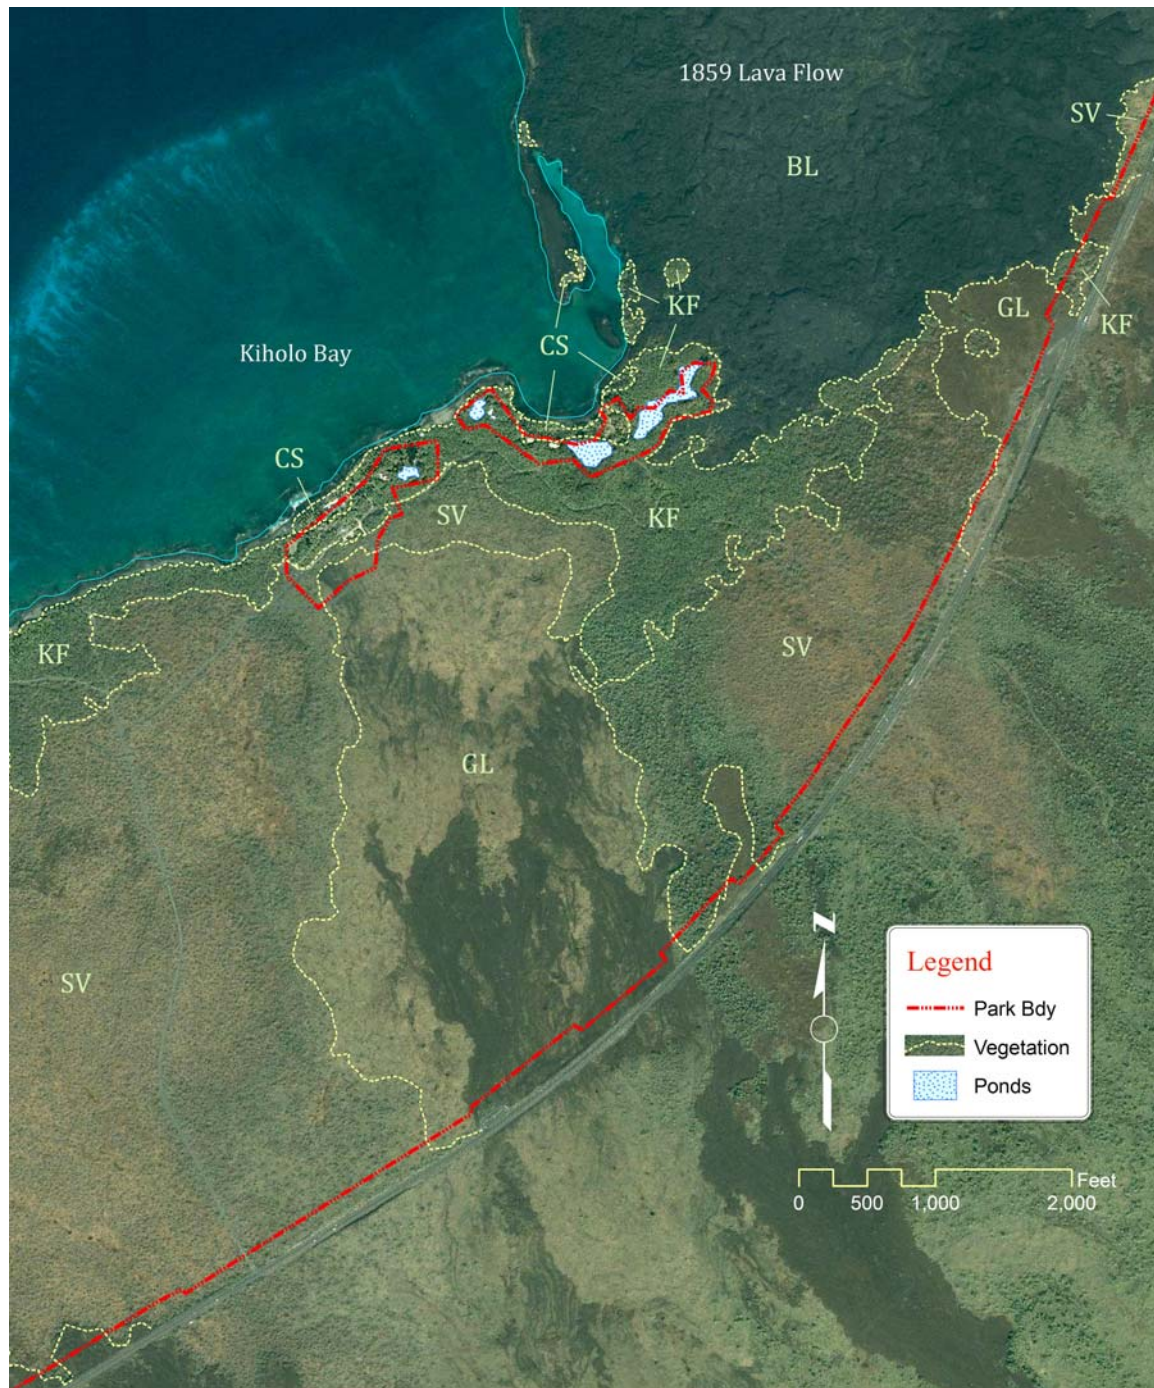 1859 Lava Flow
SV
BL
KF
GL
KF
CS
Kiholo Bay
CS
SV
KF
KF
SV
GL
SV
N
Legend
Park Bdy
Vegetation
Ponds
Feet
0 500 1,000 2,000